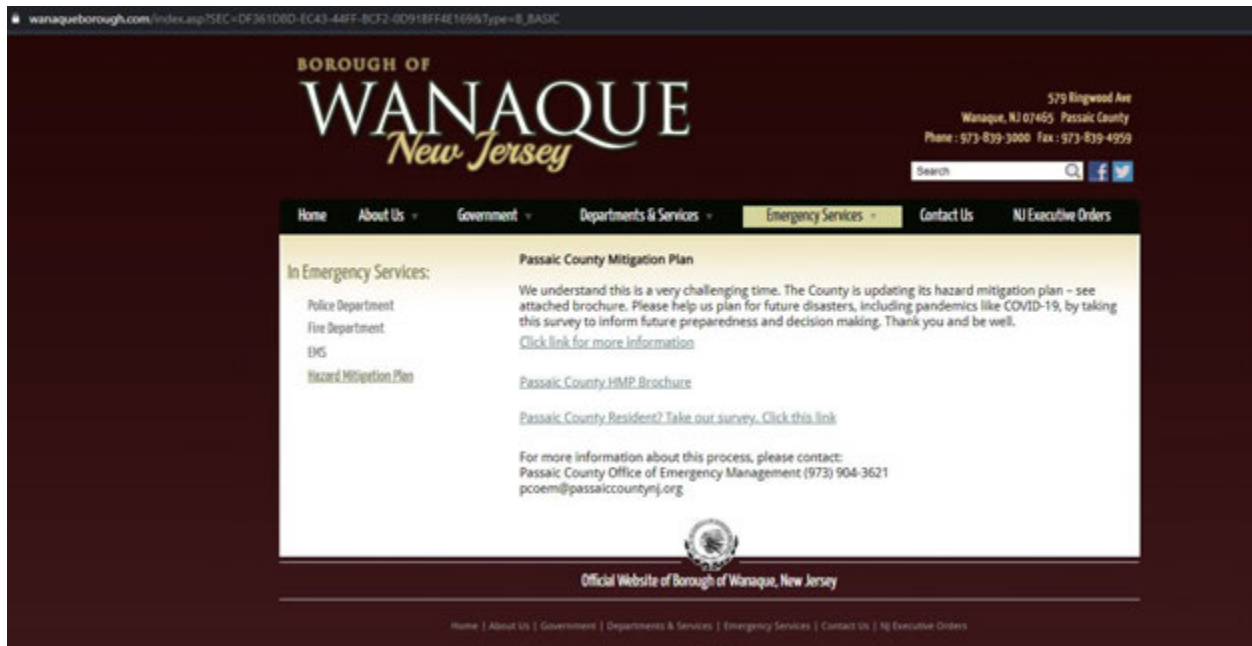 wanaqueborough.com/index.asp?SEC=DF361D8D-EC43-44FF-BCF2-0D91BFF4E169&Type=B_BASIC
BOROUGH OF
WANAQUE
New Jersey
579 Ringwood Ave
Wanaque, NJ 07465 Passaic County
Phone : 973-839-3000 Fax : 973-839-4959
Search
Home About Us Government Departments & Services Emergency Services Contact Us NJ Executive Orders
In Emergency Services:
Police Department
Fire Department
EMS
Hazard Mitigation Plan
Passaic County Mitigation Plan
We understand this is a very challenging time. The County is updating its hazard mitigation plan – see
attached brochure. Please help us plan for future disasters, including pandemics like COVID-19, by taking
this survey to inform future preparedness and decision making. Thank you and be well.
Click link for more information
Passaic County HMP Brochure
Passaic County Resident? Take our survey. Click this link
For more information about this process, please contact:
Passaic County Office of Emergency Management (973) 904-3621
pcoem@passaiccountynj.org
Official Website of Borough of Wanaque, New Jersey
Home | About Us | Government | Departments & Services | Emergency Services | Contact Us | NJ Executive Orders